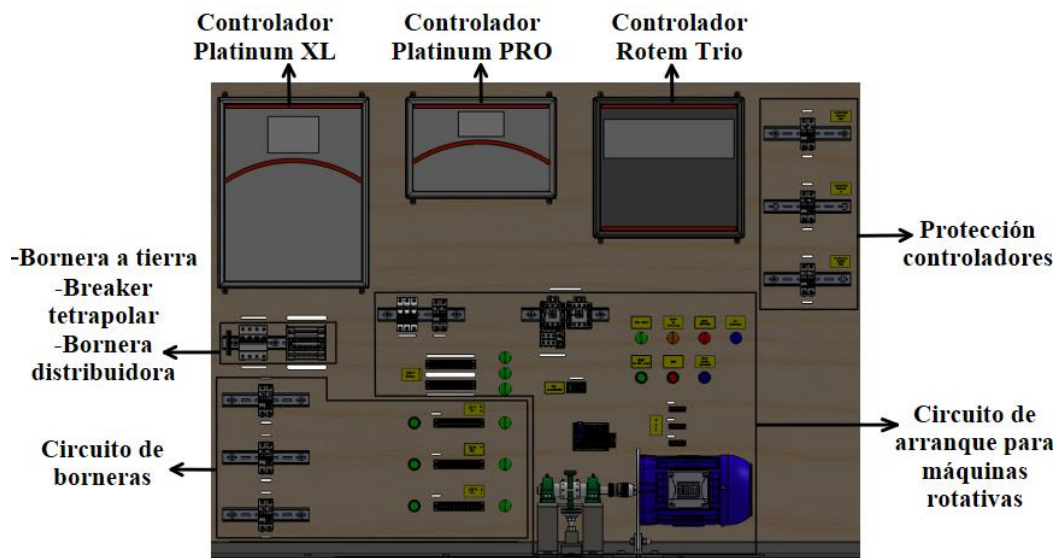 Controlador
Platinum XL
Controlador
Platinum PRO
Controlador
Rotem Trio
Protección
controladores
-Bornera a tierra
-Breaker
tetrapolar
-Bornera
distribuidora
Circuito de
borneras
Circuito de
arranque para
máquinas
rotativas